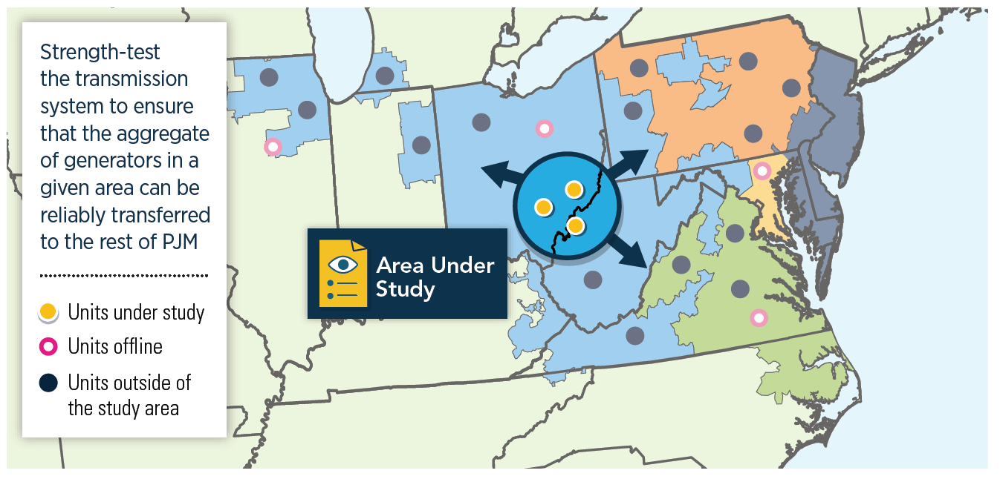 Strength-test
the transmission
system to ensure
that the aggregate
of generators in a
given area can be
reliably transferred
to the rest of PJM
Units under study
Units offline
Units outside of
the study area
Area Under
Study